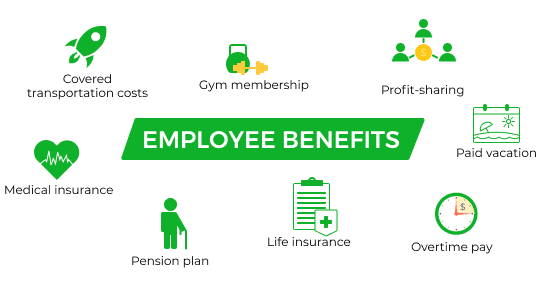 Covered
transportation costs
Gym membership
Profit-sharing
$
EMPLOYEE BENEFITS
Paid vacation
Medical insurance
Pension plan
Life insurance
$
Overtime pay